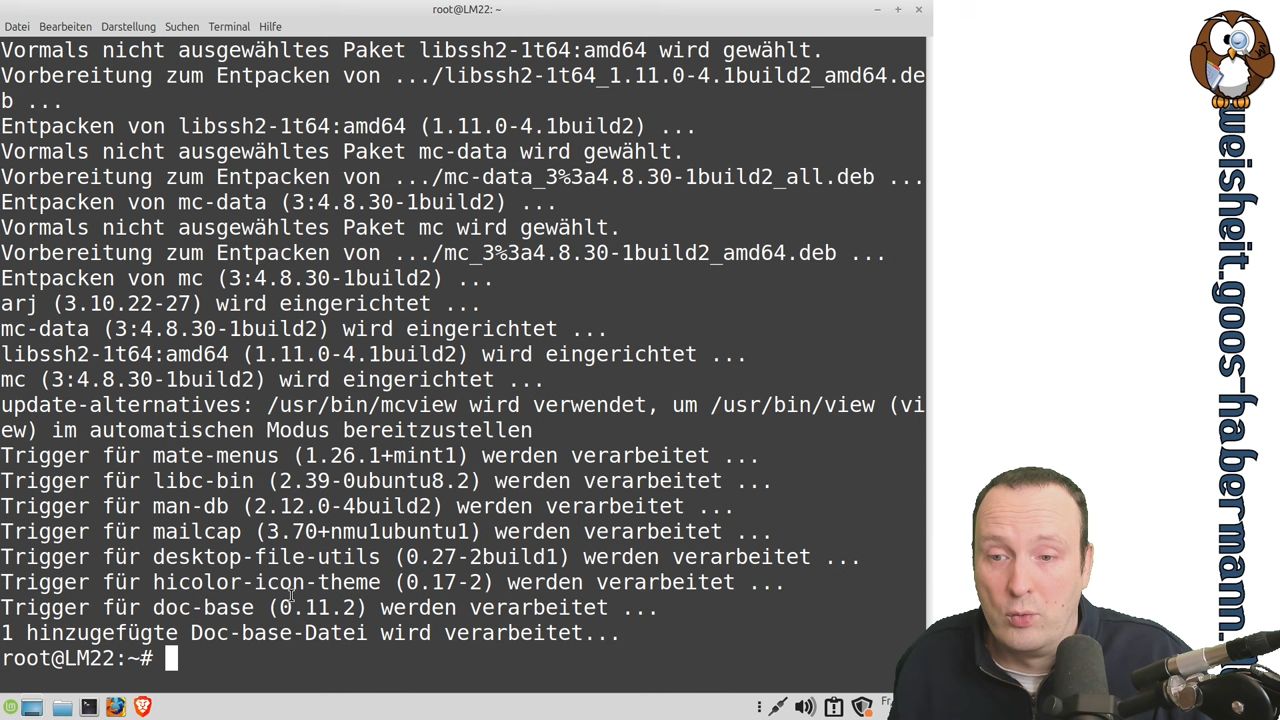 root@LM22: ~
Datei Bearbeiten Darstellung Suchen Terminal Hilfe
Vormals nicht ausgewähltes Paket libssh2-1t64:amd64 wird gewählt.
Vorbereitung zum Entpacken von .../libssh2-1t64_1.11.0-4.1build2_amd64.de
b ...
Entpacken von libssh2-1t64:amd64 (1.11.0-4.1build2) ...
Vormals nicht ausgewähltes Paket mc-data wird gewählt.
Vorbereitung zum Entpacken von .../mc-data_3%3a4.8.30-1build2_all.deb ...
Entpacken von mc-data (3:4.8.30-1build2) ...
Vormals nicht ausgewähltes Paket mc wird gewählt.
Vorbereitung zum Entpacken von .../mc_3%3a4.8.30-1build2_amd64.deb ...
Entpacken von mc (3:4.8.30-1build2) ...
arj (3.10.22-27) wird eingerichtet ...
mc-data (3:4.8.30-1build2) wird eingerichtet ...
libssh2-1t64:amd64 (1.11.0-4.1build2) wird eingerichtet ...
mc (3:4.8.30-1build2) wird eingerichtet ...
update-alternatives: /usr/bin/mcview wird verwendet, um /usr/bin/view (vi
ew) im automatischen Modus bereitzustellen
Trigger für mate-menus (1.26.1+mint1) werden verarbeitet ...
Trigger für libc-bin (2.39-0ubuntu8.2) werden verarbeitet ...
Trigger für man-db (2.12.0-4build2) werden verarbeitet ...
Trigger für mailcap (3.70+nmu1ubuntu1) werden verarbeitet ...
Trigger für desktop-file-utils (0.27-2build1) werden verarbeitet ...
Trigger für hicolor-icon-theme (0.17-2) werden verarbeitet ...
Trigger für doc-base (0.11.2) werden verarbeitet ...
1 hinzugefügte Doc-base-Datei wird verarbeitet...
root@LM22:~#
Fr
weisheit.goos-habermann.de